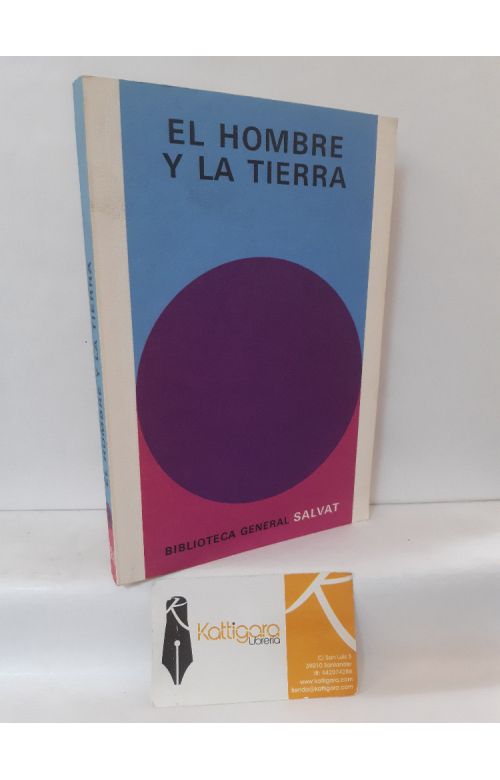 EL HOMBRE
Y LA TIERRA
EL HOMBRE Y LA TIERRA
BIBLIOTECA GENERAL SALVAT
Kattigara
Librería
C/ San Luis 5
39010 Santander
www.kattigara.com
tienda@kattigara.com